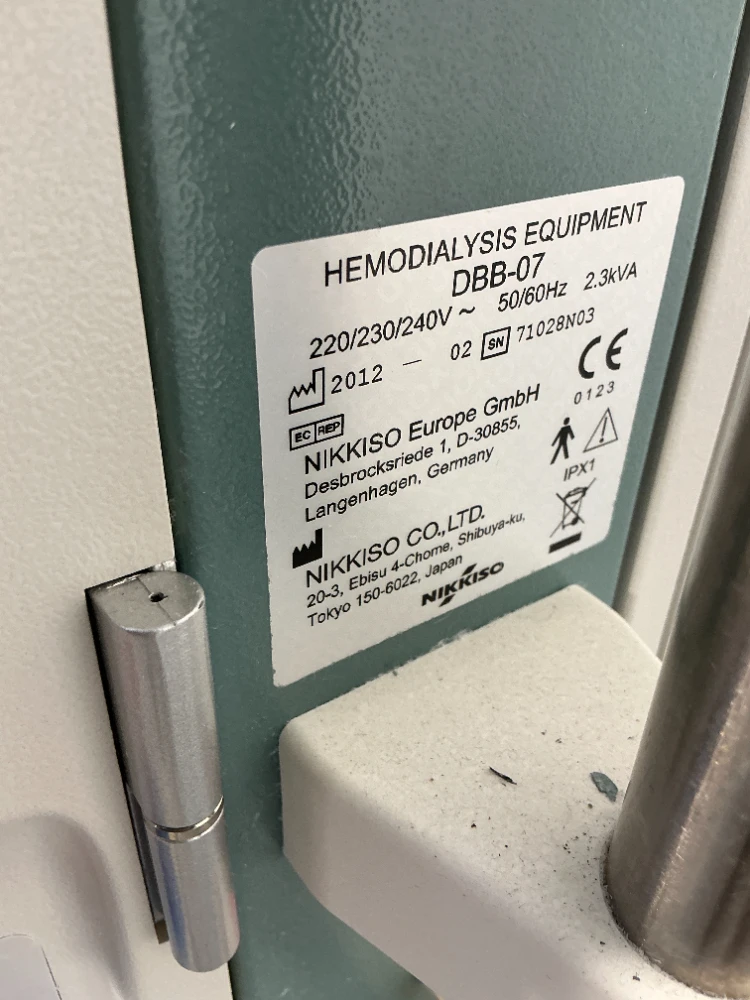 HEMODIALYSIS EQUIPMENT
DBB-07
220/230/240V ~ 50/60Hz 2.3kVA
2012 — 02 SN 71028N03
0123
EC REP
NIKKISO Europe GmbH
Desbrocksriede 1, D-30855,
Langenhagen, Germany
IPX1
NIKKISO CO.,LTD.
20-3, Ebisu 4-Chome, Shibuya-ku,
Tokyo 150-6022, Japan
NIKKISO